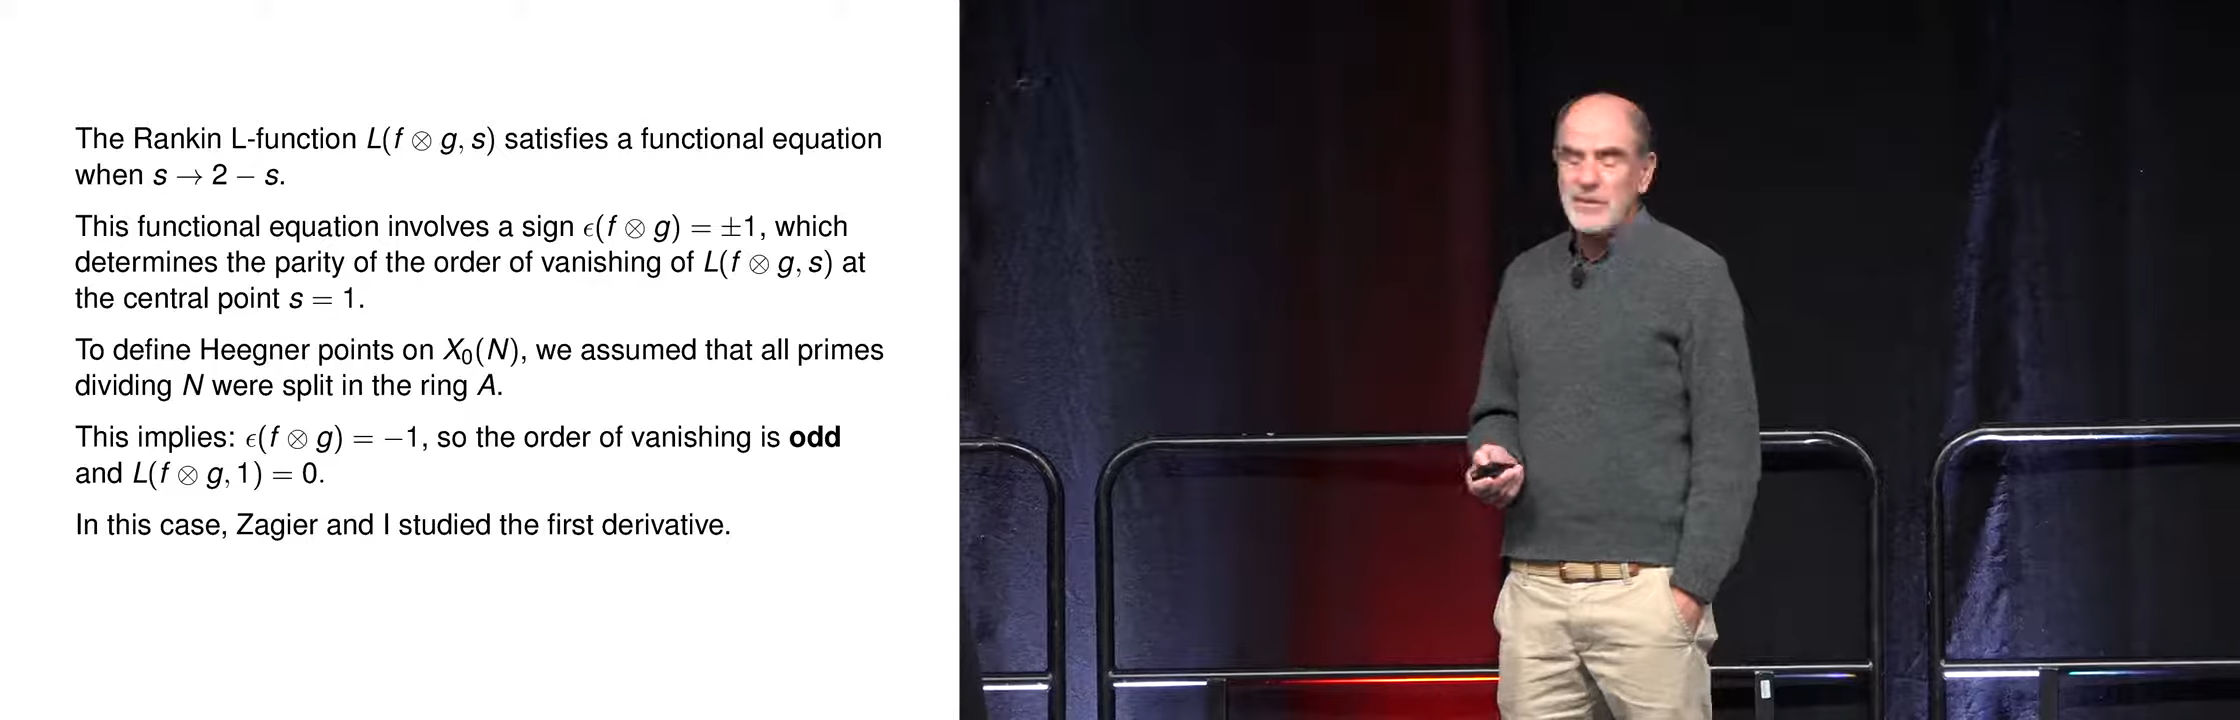 The Rankin L-function L(f ⊗ g, s) satisfies a functional equation
when s → 2 − s.
This functional equation involves a sign ϵ(f ⊗ g) = ±1, which
determines the parity of the order of vanishing of L(f ⊗ g, s) at
the central point s = 1.
To define Heegner points on X₀(N), we assumed that all primes
dividing N were split in the ring A.
This implies: ϵ(f ⊗ g) = −1, so the order of vanishing is odd
and L(f ⊗ g, 1) = 0.
In this case, Zagier and I studied the first derivative.